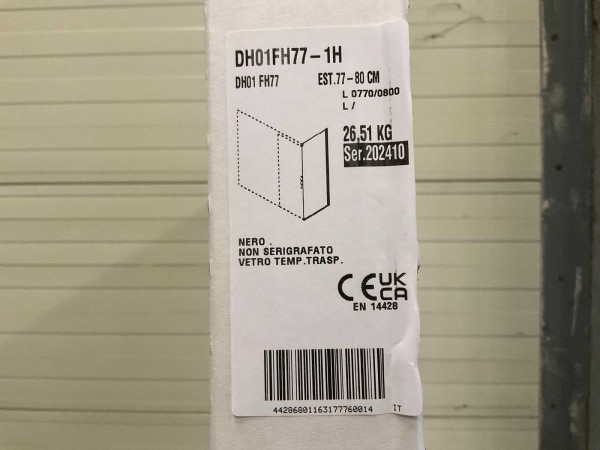 DH01FH77-1H
DH01 FH77 EST.77-80 CM
L 0770/0800
L /
26,51 KG
Ser.202410
NERO .
NON SERIGRAFATO
VETRO TEMP.TRASP.
CE UK CA
EN 14428
44286801163177760014 IT